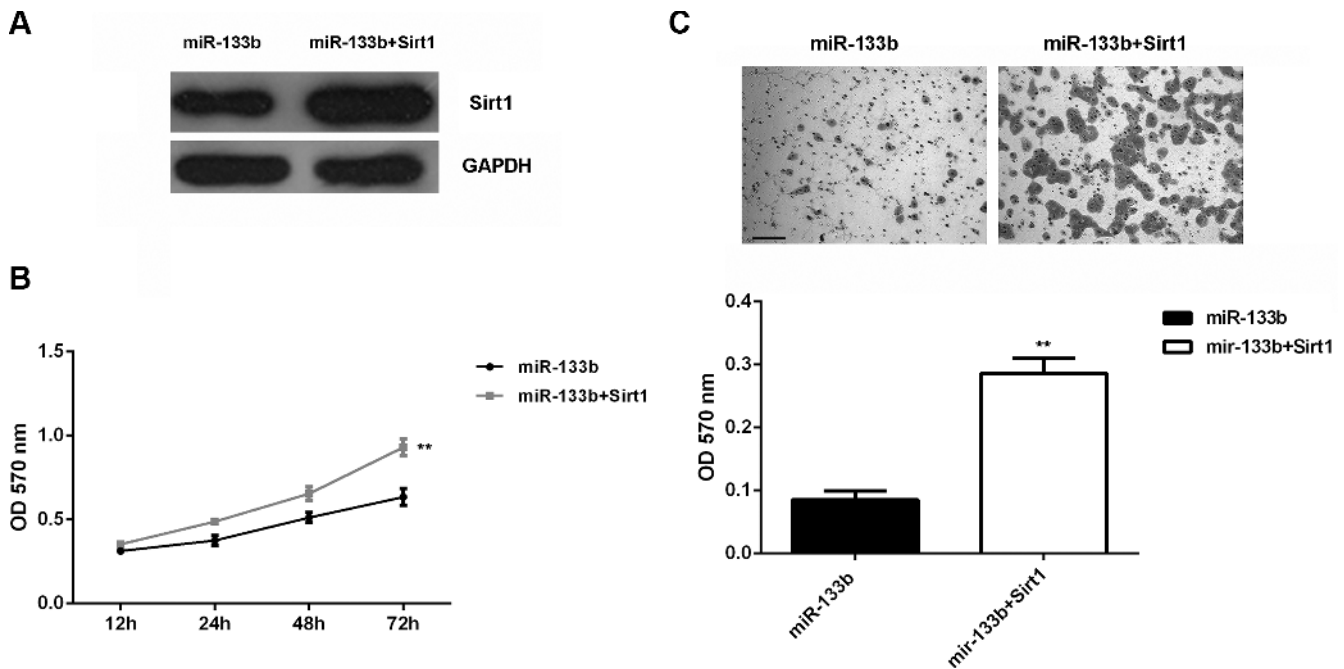 A
miR-133b miR-133b+Sirt1
Sirt1
GAPDH
B
1.5
1.0
0.5
0.0
OD 570 nm
12h 24h 48h 72h
miR-133b
miR-133b+Sirt1
**
C
miR-133b miR-133b+Sirt1
0.4
0.3
0.2
0.1
0.0
OD 570 nm
**
miR-133b
mir-133b+Sirt1
miR-133b
mir-133b+Sirt1